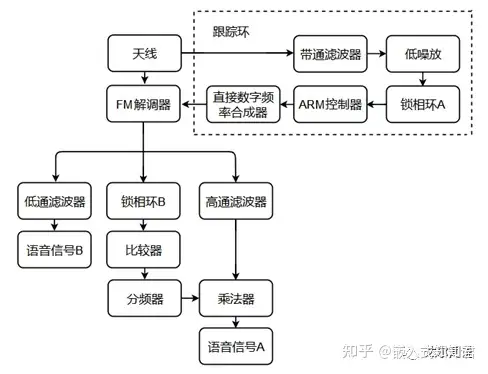 跟踪环
天线
带通滤波器
低噪放
FM解调器
直接数字频
率合成器
ARM控制器
锁相环A
低通滤波器
锁相环B
高通滤波器
语音信号B
比较器
分频器
乘法器
语音信号A
知乎